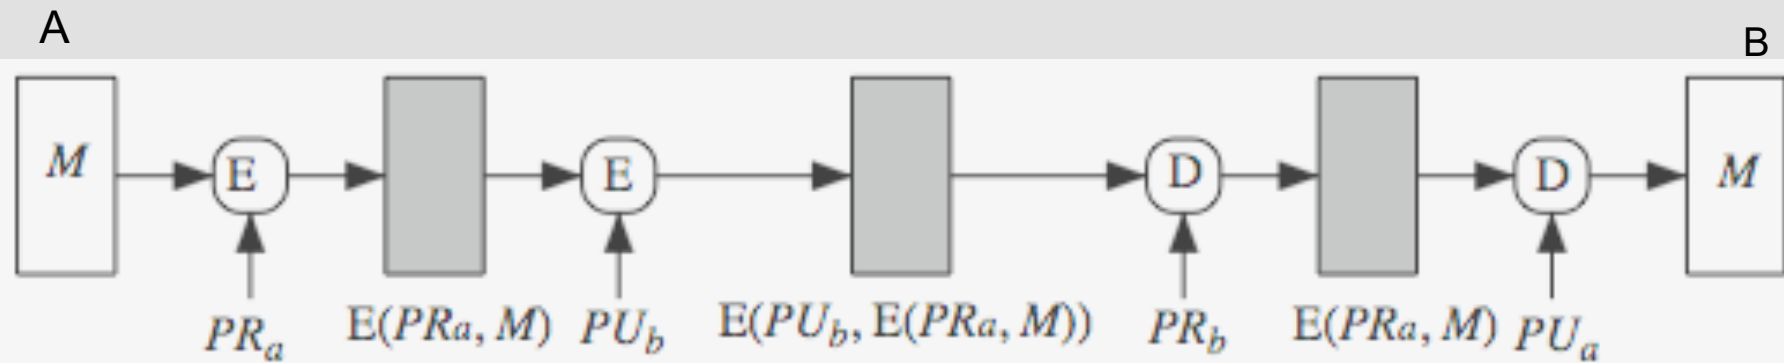 A
B
M
E
E
D
D
M
PRa
E(PRa, M)
PUb
E(PUb, E(PRa, M))
PRb
E(PRa, M)
PUa